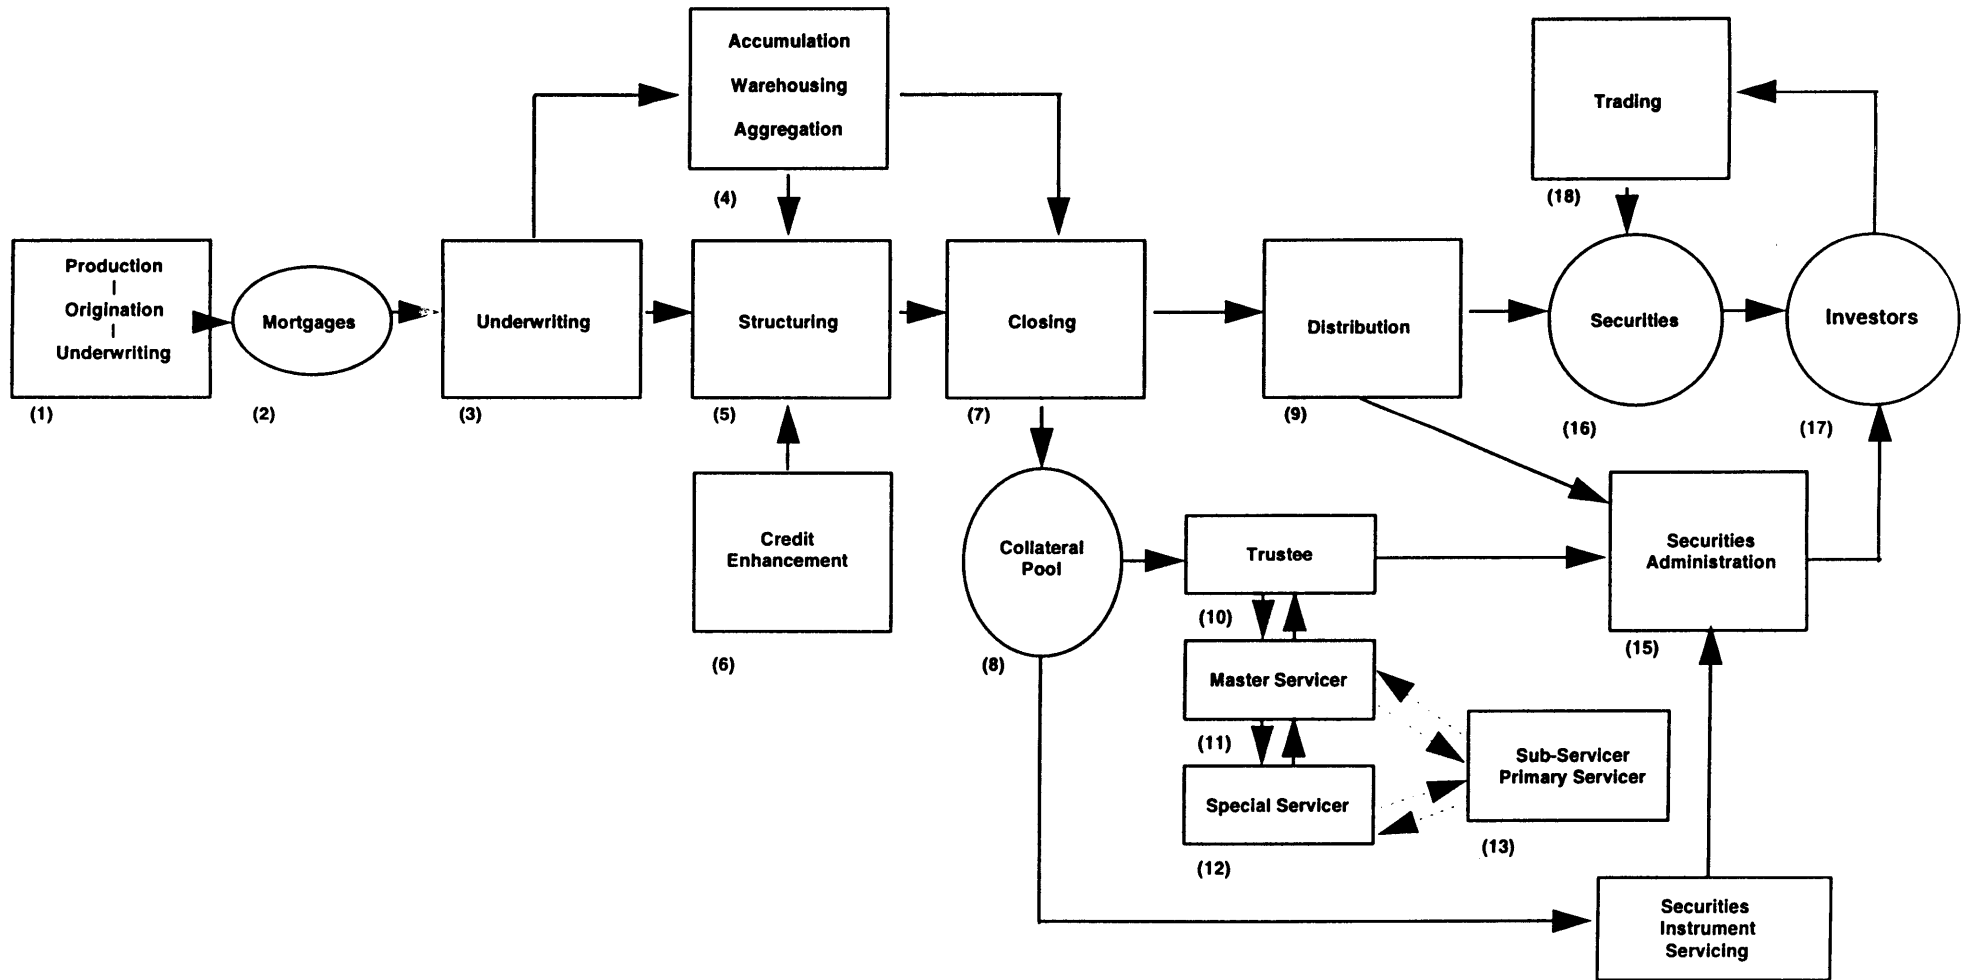 Accumulation
Warehousing
Aggregation
(4)
Trading
(18)
Production
Origination
Underwriting
(1)
Mortgages
(2)
Underwriting
(3)
Structuring
(5)
Closing
(7)
Distribution
(9)
Securities
(16)
Investors
(17)
Credit
Enhancement
(6)
Collateral
Pool
(8)
Trustee
(10)
Master Servicer
(11)
Special Servicer
(12)
Sub-Servicer
Primary Servicer
(13)
Securities
Administration
(15)
Securities
Instrument
Servicing